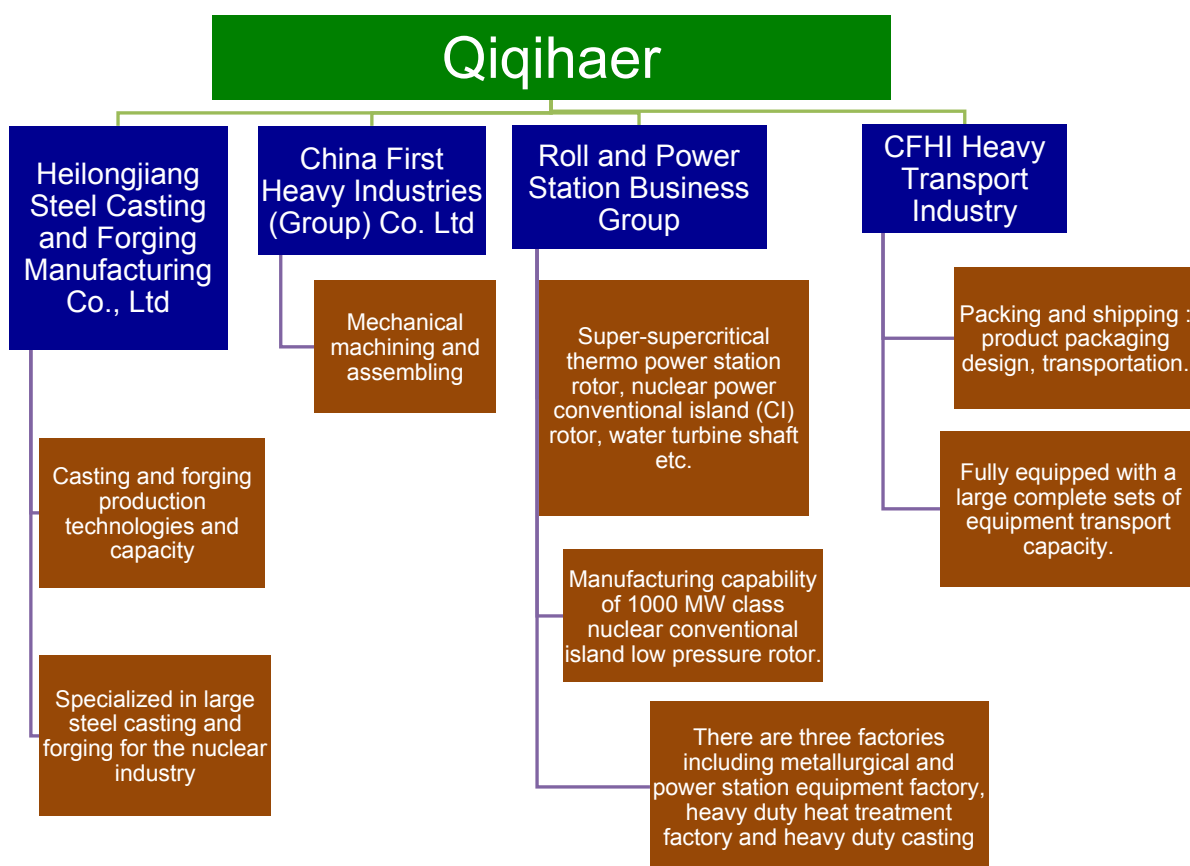 Qiqihaer
Heilongjiang
Steel Casting
and Forging
Manufacturing
Co., Ltd
Casting and forging
production
technologies and
capacity
Specialized in large
steel casting and
forging for the nuclear
industry
China First
Heavy Industries
(Group) Co. Ltd
Mechanical
machining and
assembling
Roll and Power
Station Business
Group
Super-supercritical
thermo power station
rotor, nuclear power
conventional island (CI)
rotor, water turbine shaft
etc.
Manufacturing capability
of 1000 MW class
nuclear conventional
island low pressure rotor.
There are three factories
including metallurgical and
power station equipment factory,
heavy duty heat treatment
factory and heavy duty casting
CFHI Heavy
Transport
Industry
Packing and shipping :
product packaging
design, transportation.
Fully equipped with a
large complete sets of
equipment transport
capacity.